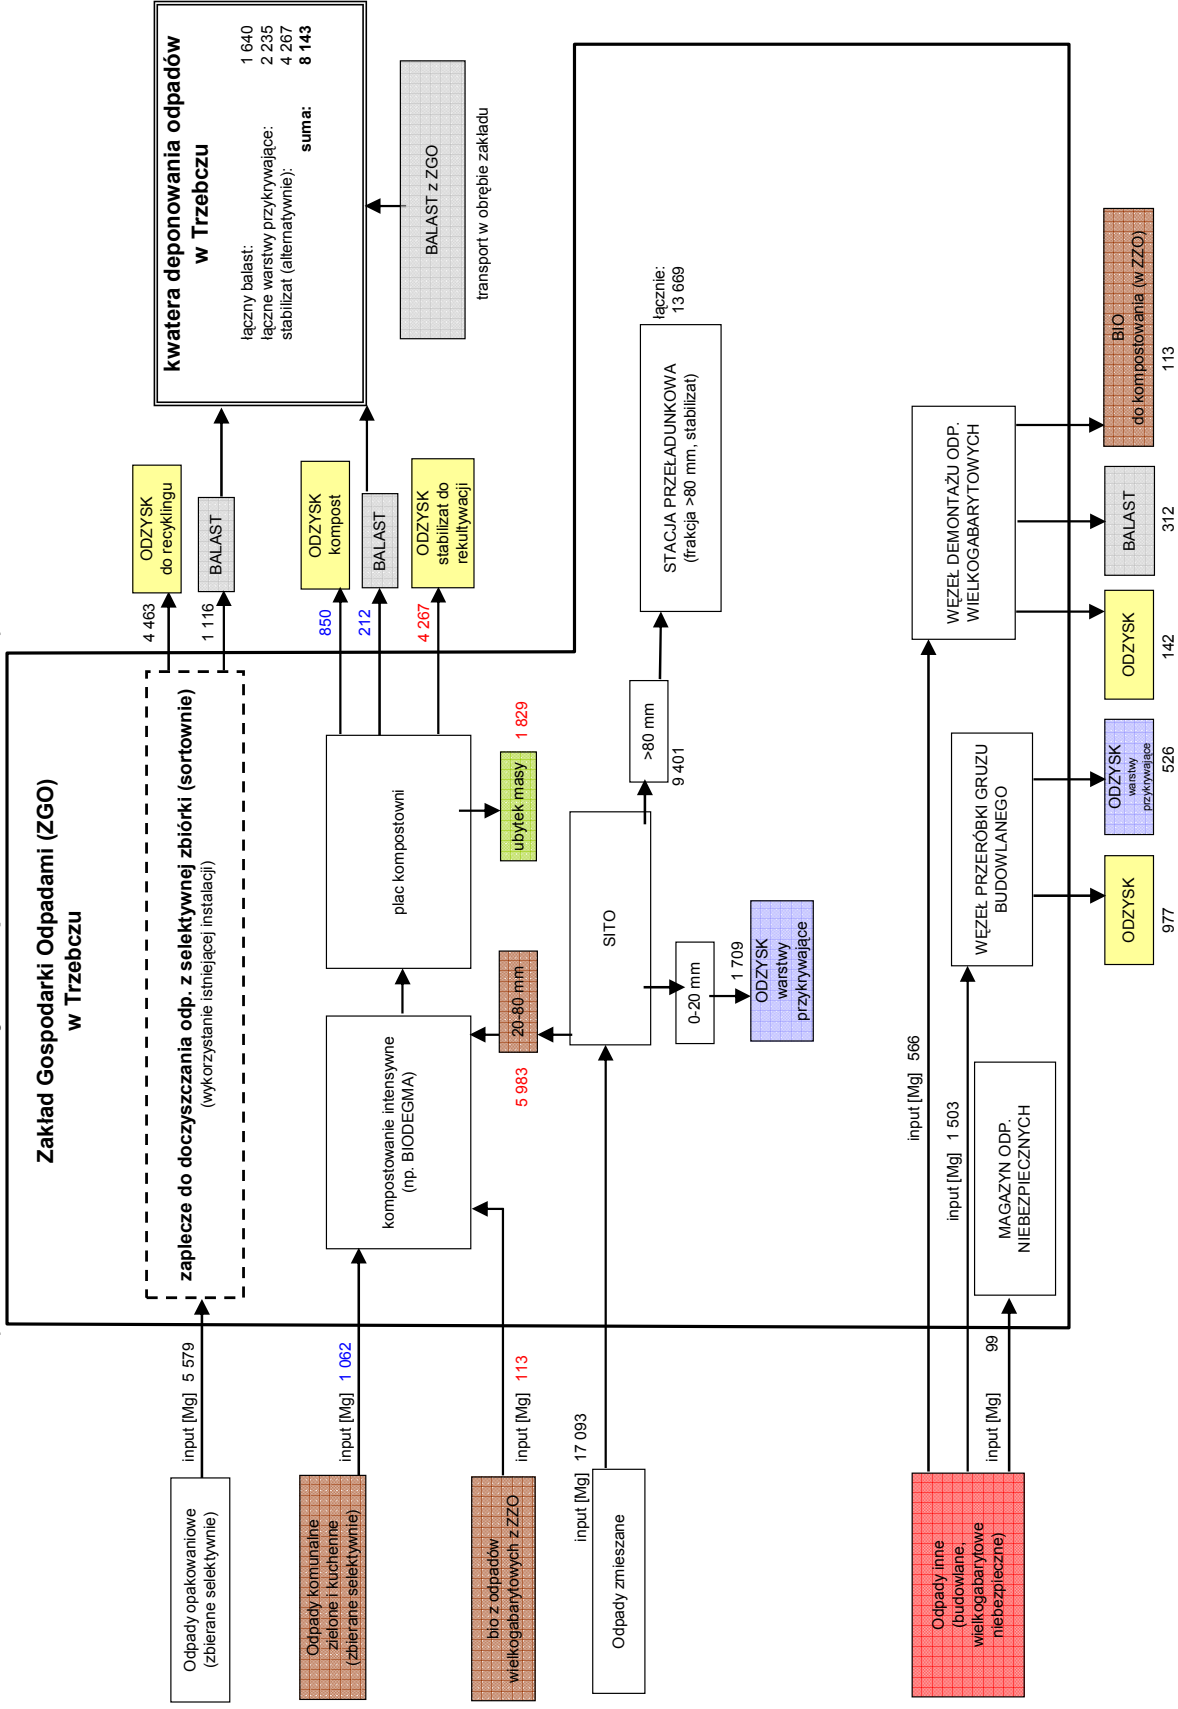 Zakład Gospodarki Odpadami (ZGO)
w Trzebczu
Odpady opakowaniowe
(zbierane selektywnie)
input [Mg] 5 579
zaplecze do doczyszczania odp. z selektywnej zbiórki (sortownie)
(wykorzystanie istniejącej instalacji)
4 463
ODZYSK
do recyklingu
1 116
BALAST
kwatera deponowania odpadów
w Trzebczu
łączny balast: 1 640
łączne warstwy przykrywające: 2 235
stabilizat (alternatywnie): 4 267
suma: 8 143
Odpady komunalne
zielone i kuchenne
(zbierane selektywnie)
input [Mg] 1 062
kompostowanie intensywne
(np. BIODEGMA)
plac kompostowni
850
ODZYSK
kompost
212
BALAST
4 267
ODZYSK
stabilizat do
rekultywacji
BALAST z ZGO
transport w obrębie zakładu
bio z odpadów
wielkogabarytowych z ZZO
input [Mg] 113
5 983
20-80 mm
ubytek masy
1 829
Odpady zmieszane
input [Mg] 17 093
SITO
>80 mm
9 401
STACJA PRZEŁADUNKOWA
(frakcja >80 mm, stabilizat)
łącznie:
13 669
0-20 mm
1 709
ODZYSK
warstwy
przykrywające
Odpady inne
(budowlane,
wielkogabarytowe
niebezpieczne)
input [Mg] 566
input [Mg] 1 503
input [Mg] 99
MAGAZYN ODP.
NIEBEZPIECZNYCH
WĘZEŁ PRZERÓBKI GRUZU
BUDOWLANEGO
WĘZEŁ DEMONTAŻU ODP.
WIELKOGABARYTOWYCH
ODZYSK
977
ODZYSK
warstwy
przykrywające
526
ODZYSK
142
BALAST
312
BIO
do kompostowania (w ZZO)
113